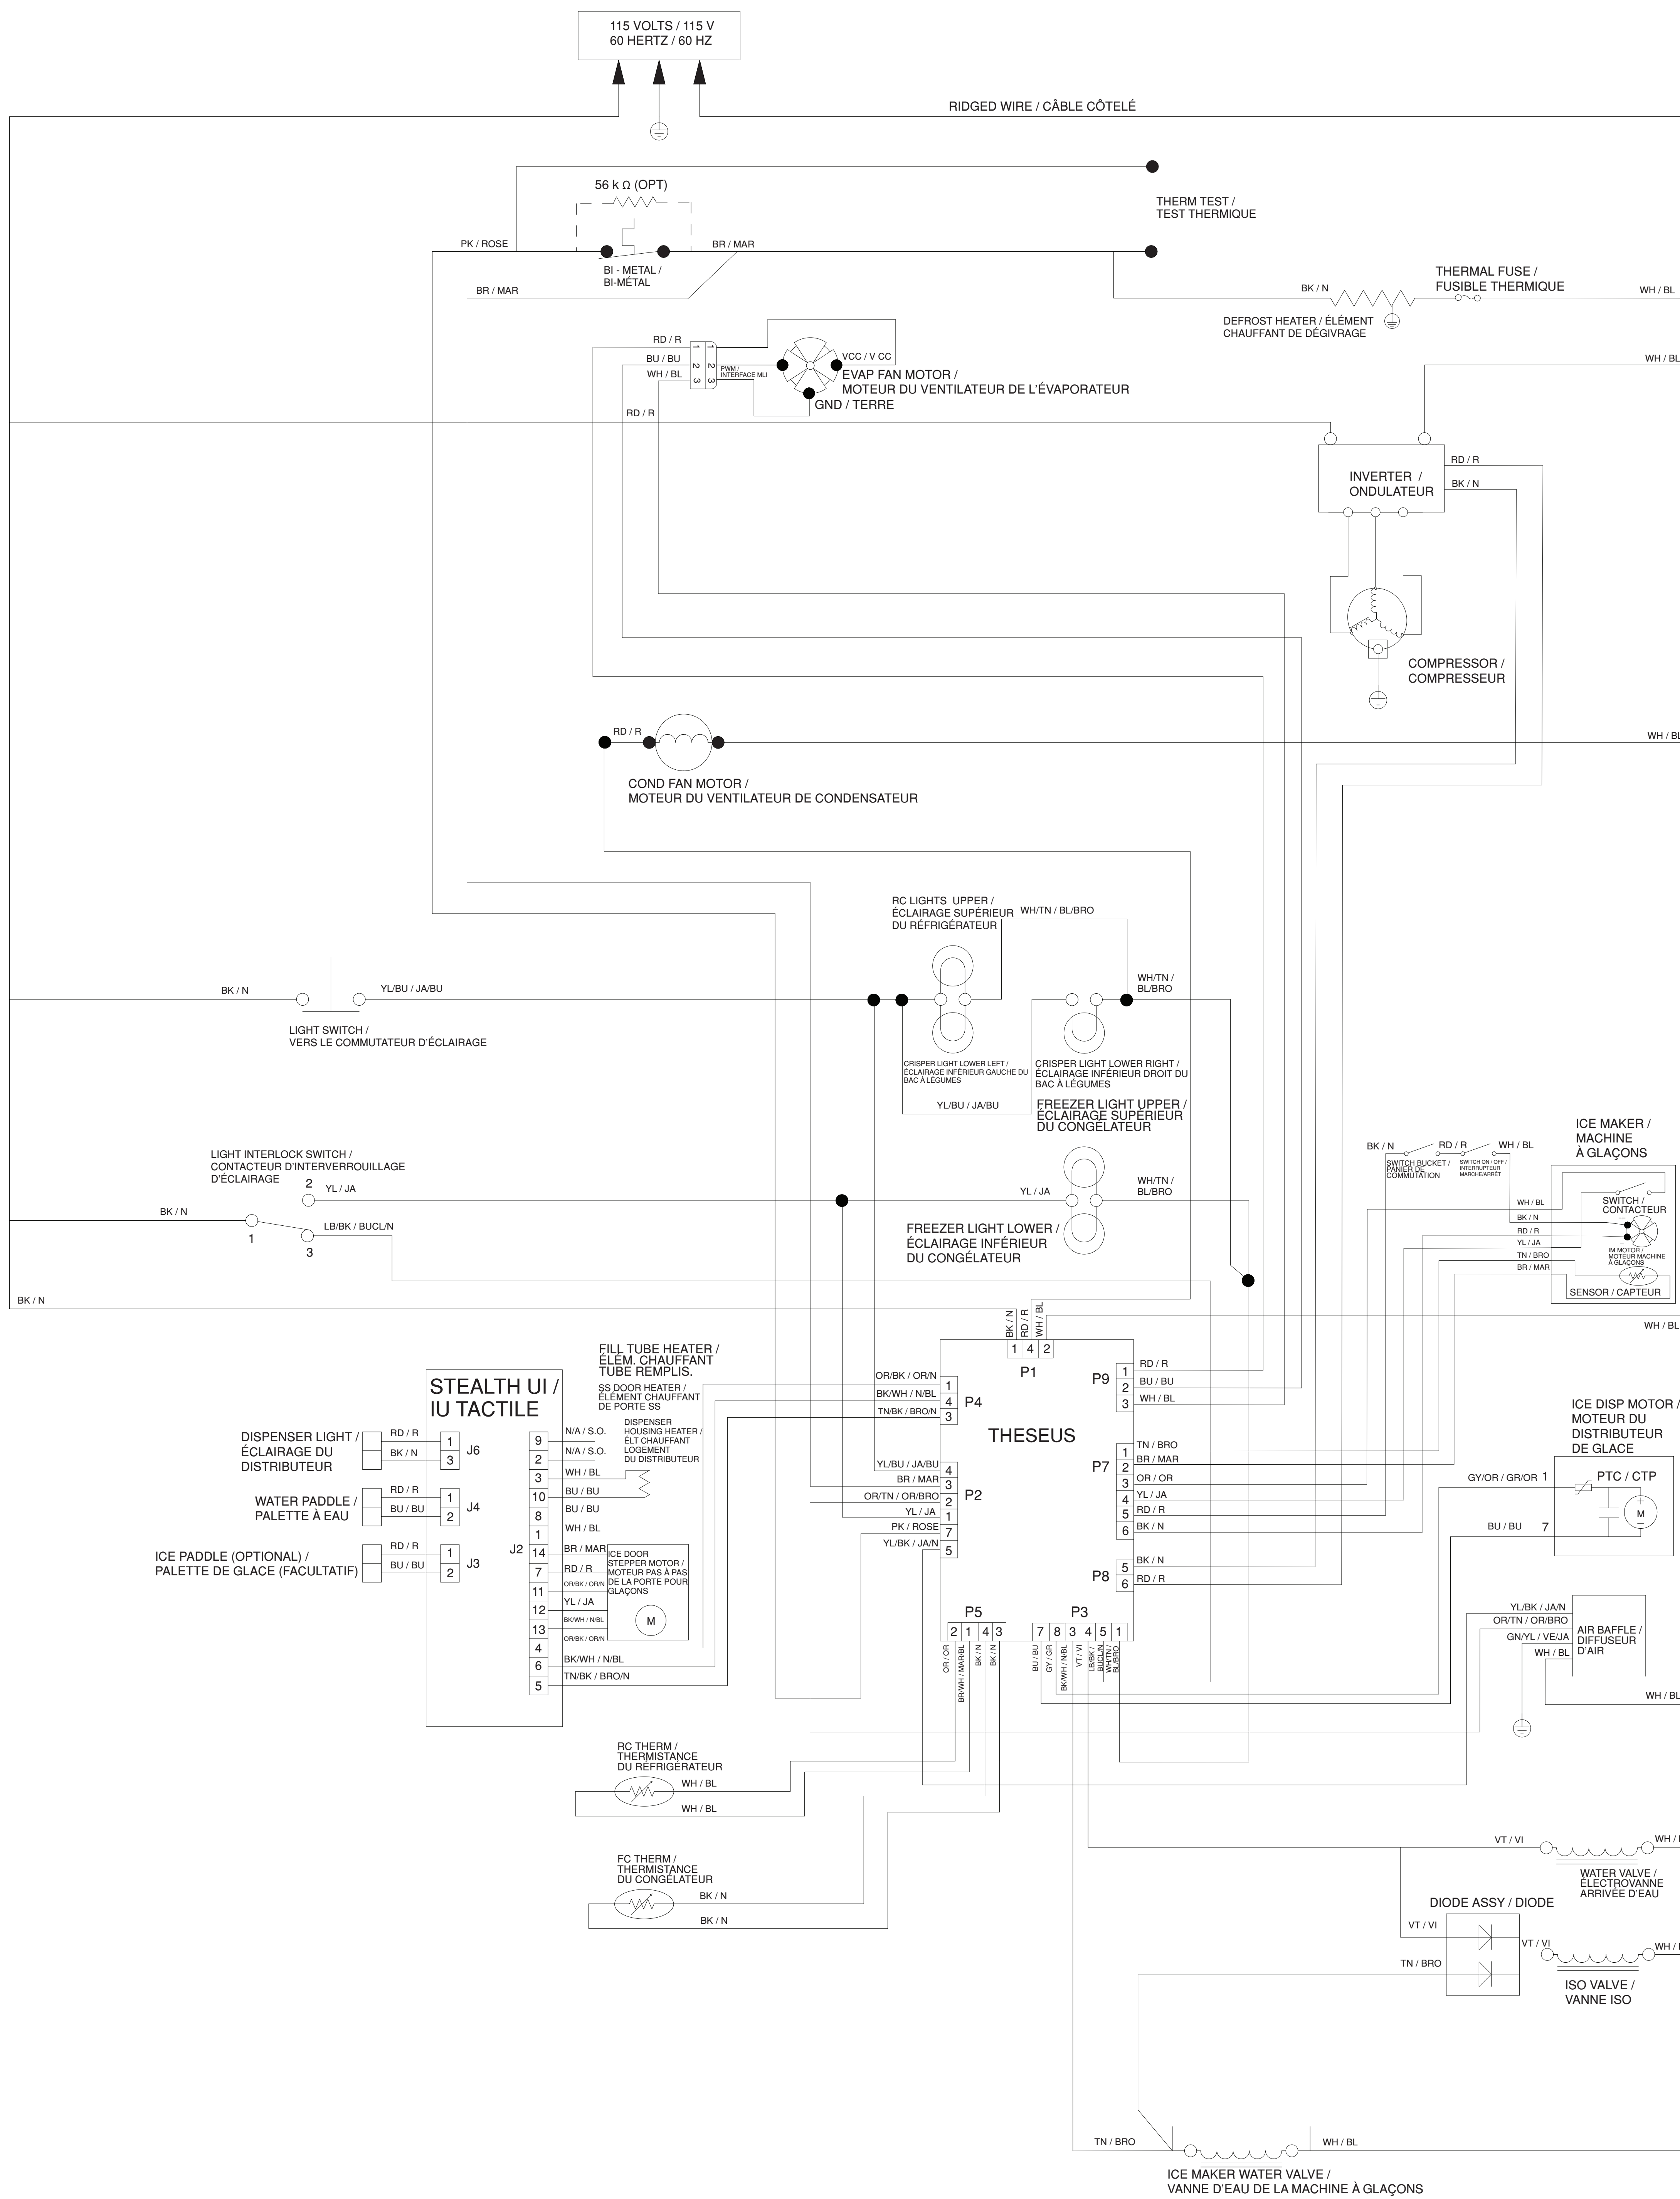 115 VOLTS / 115 V
60 HERTZ / 60 HZ
RIDGED WIRE / CÂBLE CÔTELÉ
56 k Ω (OPT)
THERM TEST /
TEST THERMIQUE
PK / ROSE
BR / MAR
BI - METAL /
BI-MÉTAL
BR / MAR
THERMAL FUSE /
FUSIBLE THERMIQUE
BK / N
WH / BL
DEFROST HEATER / ÉLÉMENT
CHAUFFANT DE DÉGIVRAGE
RD / R
BU / BU
WH / BL
1
2
3
1
2
3
PWM /
INTERFACE MLI
VCC / V CC
EVAP FAN MOTOR /
MOTEUR DU VENTILATEUR DE L'ÉVAPORATEUR
GND / TERRE
RD / R
WH / BL
INVERTER /
ONDULATEUR
RD / R
BK / N
COMPRESSOR /
COMPRESSEUR
RD / R
WH / BL
COND FAN MOTOR /
MOTEUR DU VENTILATEUR DE CONDENSATEUR
RC LIGHTS UPPER /
ÉCLAIRAGE SUPÉRIEUR
DU RÉFRIGÉRATEUR
WH/TN / BL/BRO
WH/TN /
BL/BRO
BK / N
YL/BU / JA/BU
LIGHT SWITCH /
VERS LE COMMUTATEUR D'ÉCLAIRAGE
CRISPER LIGHT LOWER LEFT /
ÉCLAIRAGE INFÉRIEUR GAUCHE DU
BAC À LÉGUMES
CRISPER LIGHT LOWER RIGHT /
ÉCLAIRAGE INFÉRIEUR DROIT DU
BAC À LÉGUMES
YL/BU / JA/BU
FREEZER LIGHT UPPER /
ÉCLAIRAGE SUPÉRIEUR
DU CONGÉLATEUR
LIGHT INTERLOCK SWITCH /
CONTACTEUR D'INTERVERROUILLAGE
D'ÉCLAIRAGE
2
YL / JA
BK / N
LB/BK / BUCL/N
1
3
YL / JA
WH/TN /
BL/BRO
FREEZER LIGHT LOWER /
ÉCLAIRAGE INFÉRIEUR
DU CONGÉLATEUR
ICE MAKER /
MACHINE
À GLAÇONS
BK / N
RD / R
WH / BL
SWITCH BUCKET /
PANIER DE
COMMUTATION
SWITCH ON / OFF /
INTERRUPTEUR
MARCHE/ARRÊT
WH / BL
BK / N
RD / R
YL / JA
TN / BRO
BR / MAR
SWITCH /
CONTACTEUR
+
−
IM MOTOR /
MOTEUR MACHINE
À GLAÇONS
SENSOR / CAPTEUR
BK / N
WH / BL
BK / N
RD / R
WH / BL
1 4 2
P1
THESEUS
OR/BK / OR/N
BK/WH / N/BL
TN/BK / BRO/N
1
4
3
P4
YL/BU / JA/BU
BR / MAR
OR/TN / OR/BRO
YL / JA
PK / ROSE
YL/BK / JA/N
4
3
2
1
7
5
P2
P9
1
2
3
RD / R
BU / BU
WH / BL
P7
1
2
3
4
5
6
TN / BRO
BR / MAR
OR / OR
YL / JA
RD / R
BK / N
P8
5
6
BK / N
RD / R
P5
2 1 4 3
OR / OR
BR/WH / MAR/BL
BK / N
BK / N
P3
7 8 3 4 5 1
BU / BU
GY / GR
BK/WH / N/BL
VT / VI
LB/BK /
BUCL/N
WH/TN /
BL/BRO
FILL TUBE HEATER /
ÉLÉM. CHAUFFANT
TUBE REMPLIS.
SS DOOR HEATER /
ÉLÉMENT CHAUFFANT
DE PORTE SS
DISPENSER
HOUSING HEATER /
ÉLT CHAUFFANT
LOGEMENT
DU DISTRIBUTEUR
STEALTH UI /
IU TACTILE
DISPENSER LIGHT /
ÉCLAIRAGE DU
DISTRIBUTEUR
RD / R
BK / N
1
3
J6
WATER PADDLE /
PALETTE À EAU
RD / R
BU / BU
1
2
J4
ICE PADDLE (OPTIONAL) /
PALETTE DE GLACE (FACULTATIF)
RD / R
BU / BU
1
2
J3
J2
9
2
3
10
8
1
14
7
11
12
13
4
6
5
N/A / S.O.
N/A / S.O.
WH / BL
BU / BU
BU / BU
WH / BL
BR / MAR
RD / R
OR/BK / OR/N
YL / JA
BK/WH / N/BL
OR/BK / OR/N
BK/WH / N/BL
TN/BK / BRO/N
ICE DOOR
STEPPER MOTOR /
MOTEUR PAS À PAS
DE LA PORTE POUR
GLAÇONS
M
ICE DISP MOTOR /
MOTEUR DU
DISTRIBUTEUR
DE GLACE
GY/OR / GR/OR 1
PTC / CTP
+
M
−
BU / BU 7
YL/BK / JA/N
OR/TN / OR/BRO
GN/YL / VE/JA
WH / BL
AIR BAFFLE /
DIFFUSEUR
D'AIR
WH / BL
RC THERM /
THERMISTANCE
DU RÉFRIGÉRATEUR
WH / BL
WH / BL
FC THERM /
THERMISTANCE
DU CONGÉLATEUR
BK / N
BK / N
VT / VI
WH /
WATER VALVE /
ÉLECTROVANNE
ARRIVÉE D'EAU
DIODE ASSY / DIODE
VT / VI
TN / BRO
VT / VI
WH /
ISO VALVE /
VANNE ISO
TN / BRO
WH / BL
ICE MAKER WATER VALVE /
VANNE D'EAU DE LA MACHINE À GLAÇONS